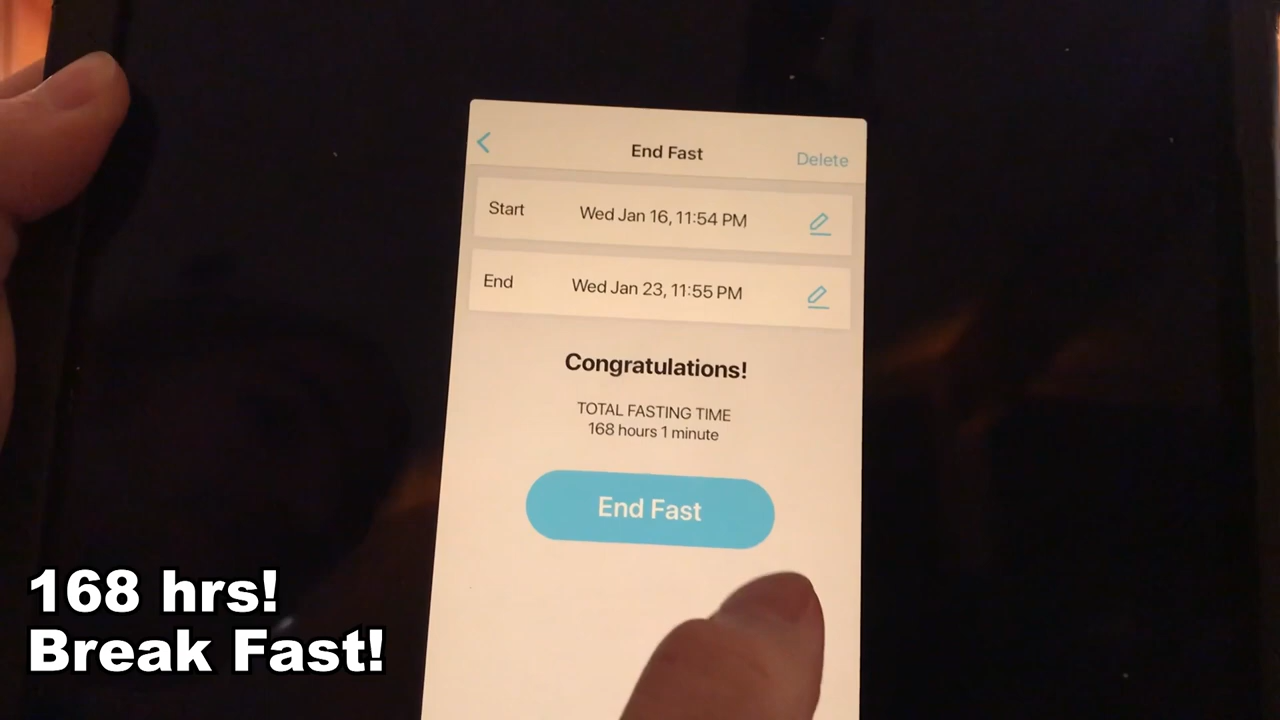 End Fast
Delete
Start Wed Jan 16, 11:54 PM
End Wed Jan 23, 11:55 PM
Congratulations!
TOTAL FASTING TIME
168 hours 1 minute
End Fast
168 hrs!
Break Fast!